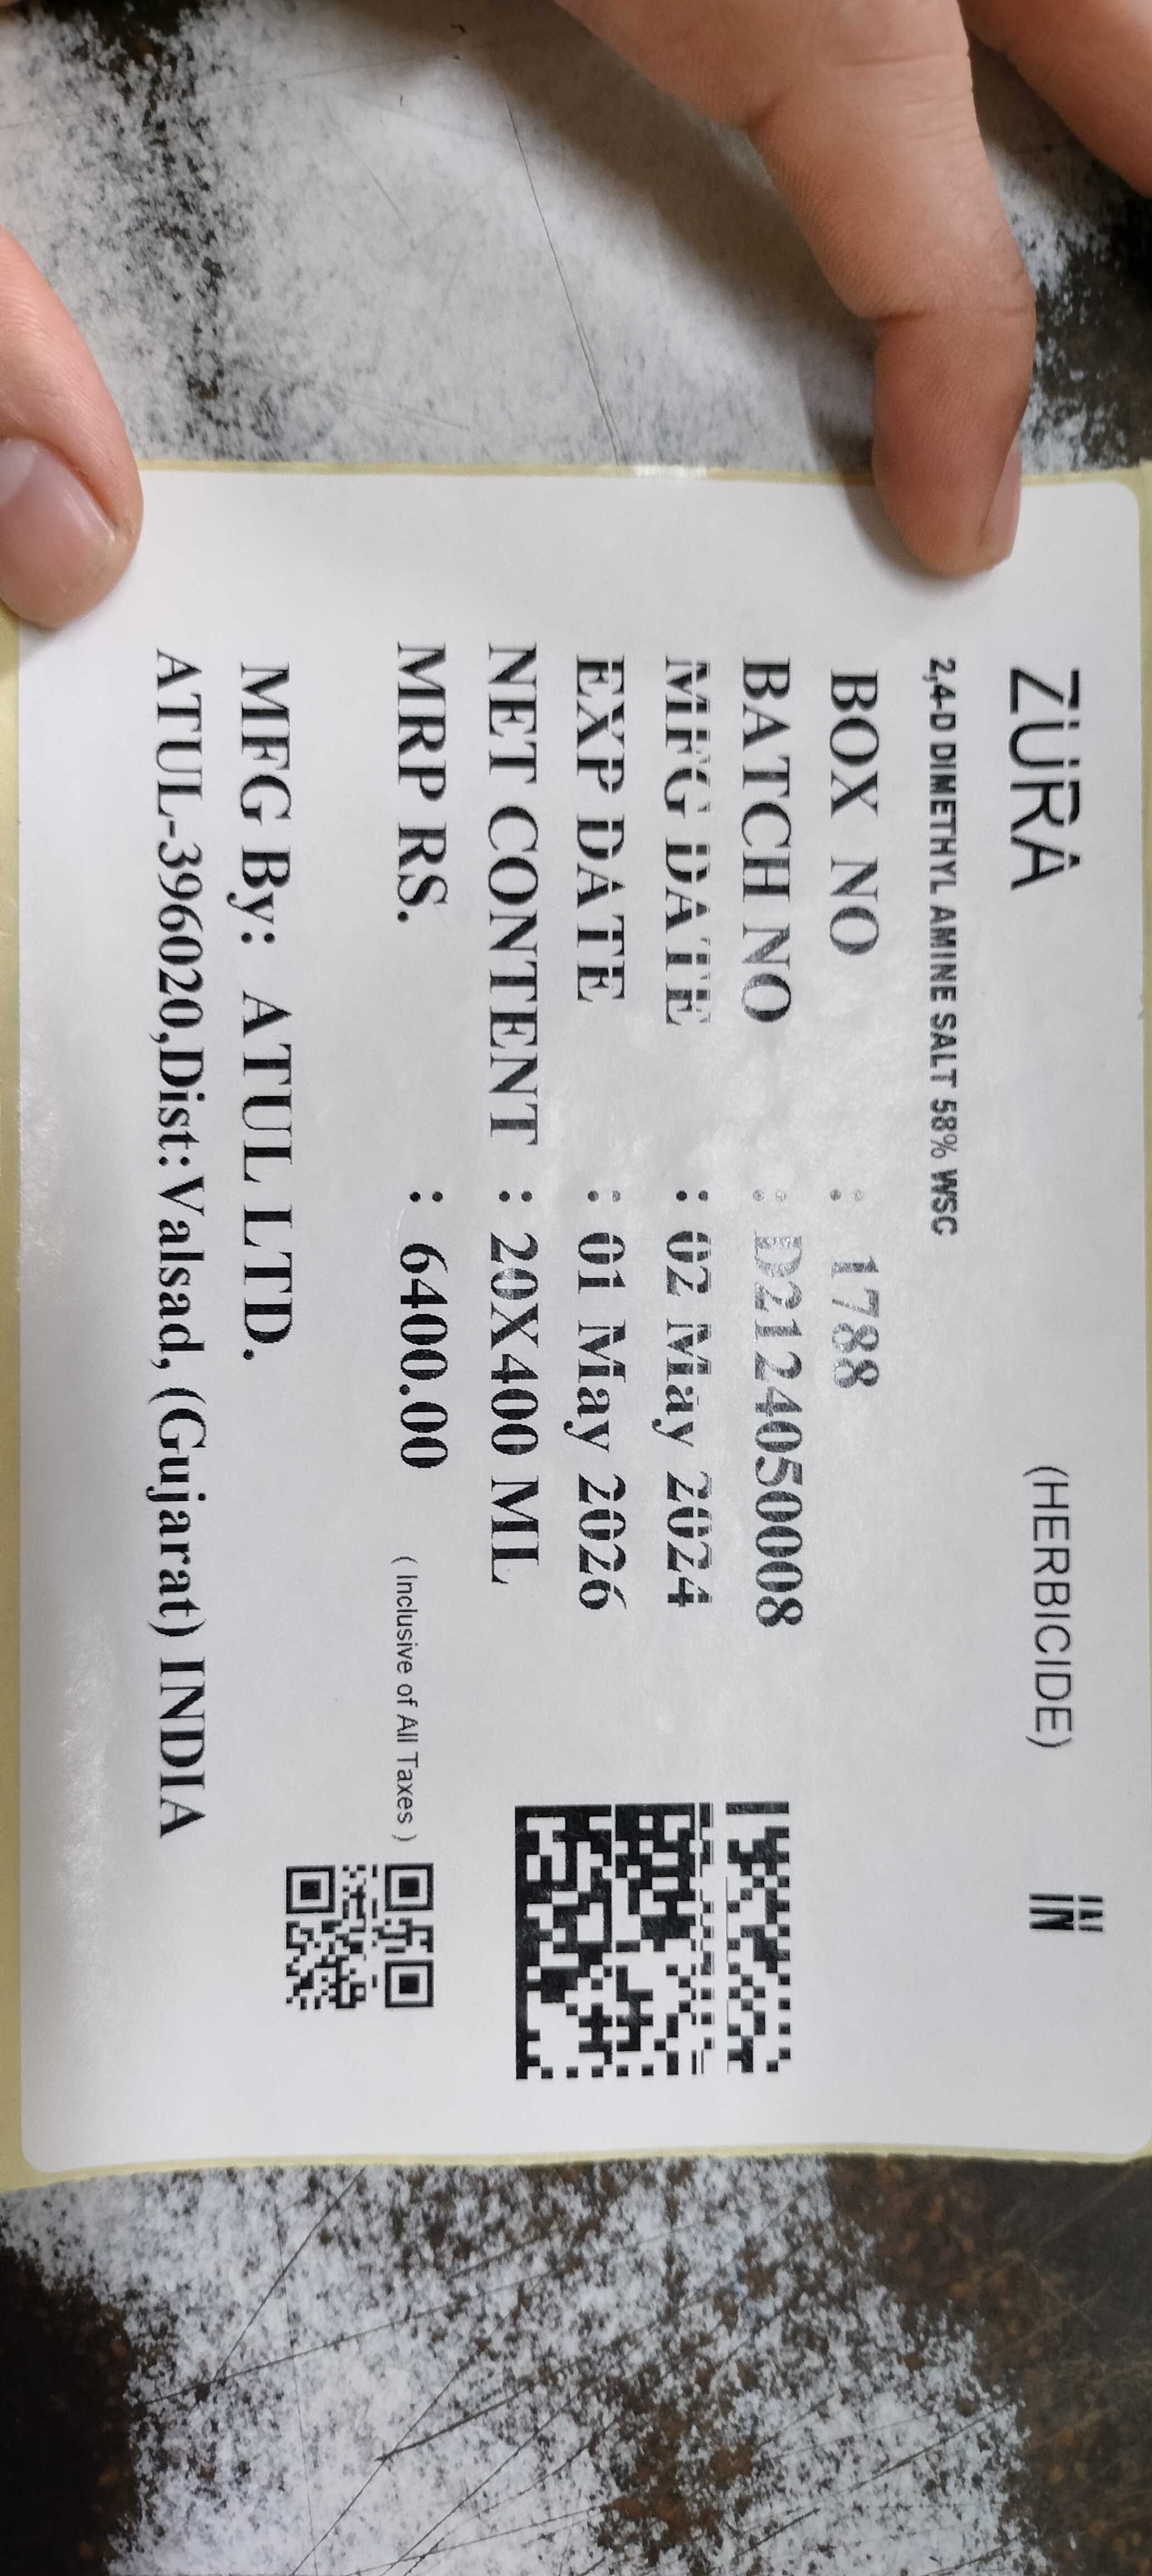 ZURA (HERBICIDE) IN
2,4-D DIMETHYL AMINE SALT 58% WSC
BOX NO : 1788
BATCH NO : D2124050008
MFG DATE : 02 May 2024
EXP DATE : 01 May 2026
NET CONTENT : 20X400 ML
MRP RS. : 6400.00 ( Inclusive of All Taxes )
MFG By: ATUL LTD.
ATUL-396020,Dist:Valsad, (Gujarat) INDIA